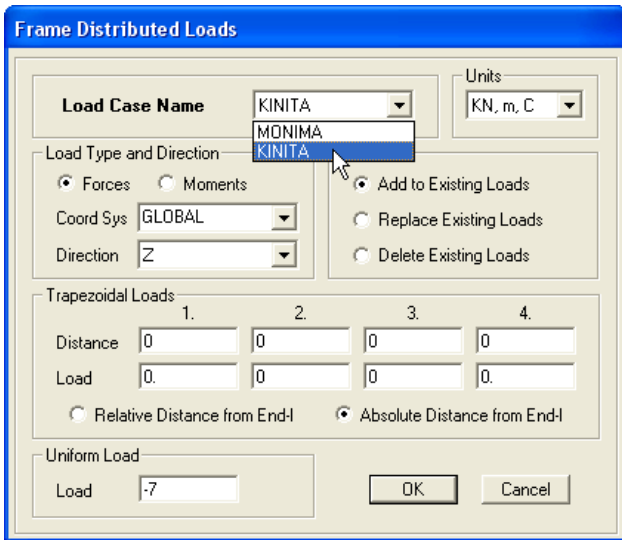 Frame Distributed Loads
Units
Load Case Name KINITA KN, m, C
MONIMA
KINITA
Load Type and Direction
Forces Moments Add to Existing Loads
Coord Sys GLOBAL Replace Existing Loads
Direction Z Delete Existing Loads
Trapezoidal Loads
1. 2. 3. 4.
Distance 0 0 0 0
Load 0. 0 0 0.
Relative Distance from End-I Absolute Distance from End-I
Uniform Load
Load -7 OK Cancel